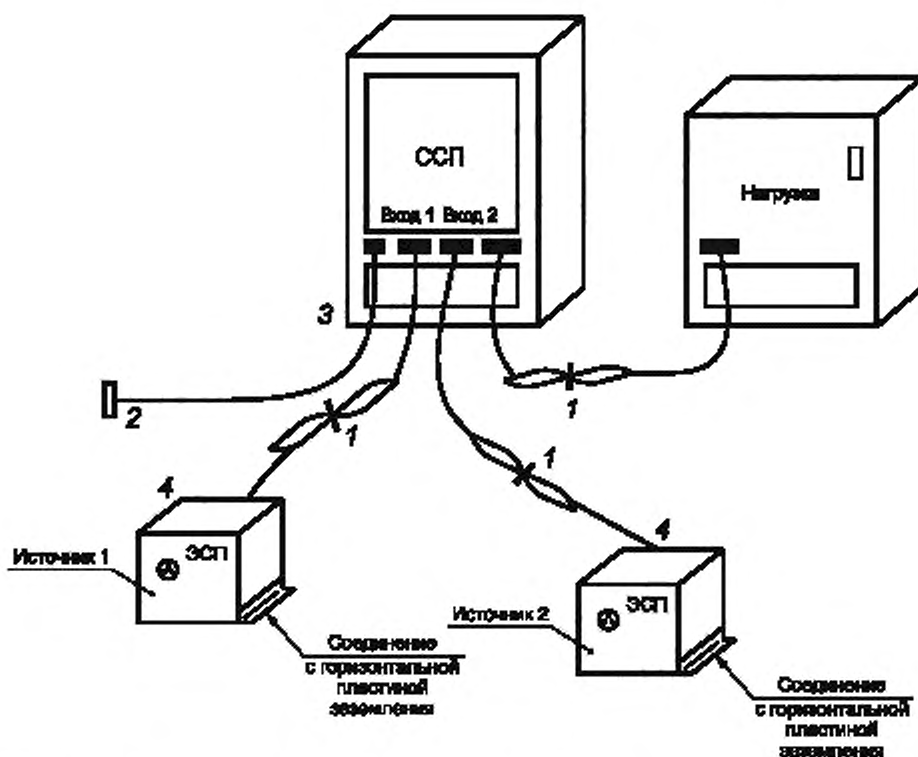 ССП
Вход 1 Вход 2
Нагрузка
3
2
1
1
1
4
ЭСП
Источник 1
Соединение
с горизонтальной
пластиной
заземления
4
ЭСП
Источник 2
Соединение
с горизонтальной
пластиной
заземления